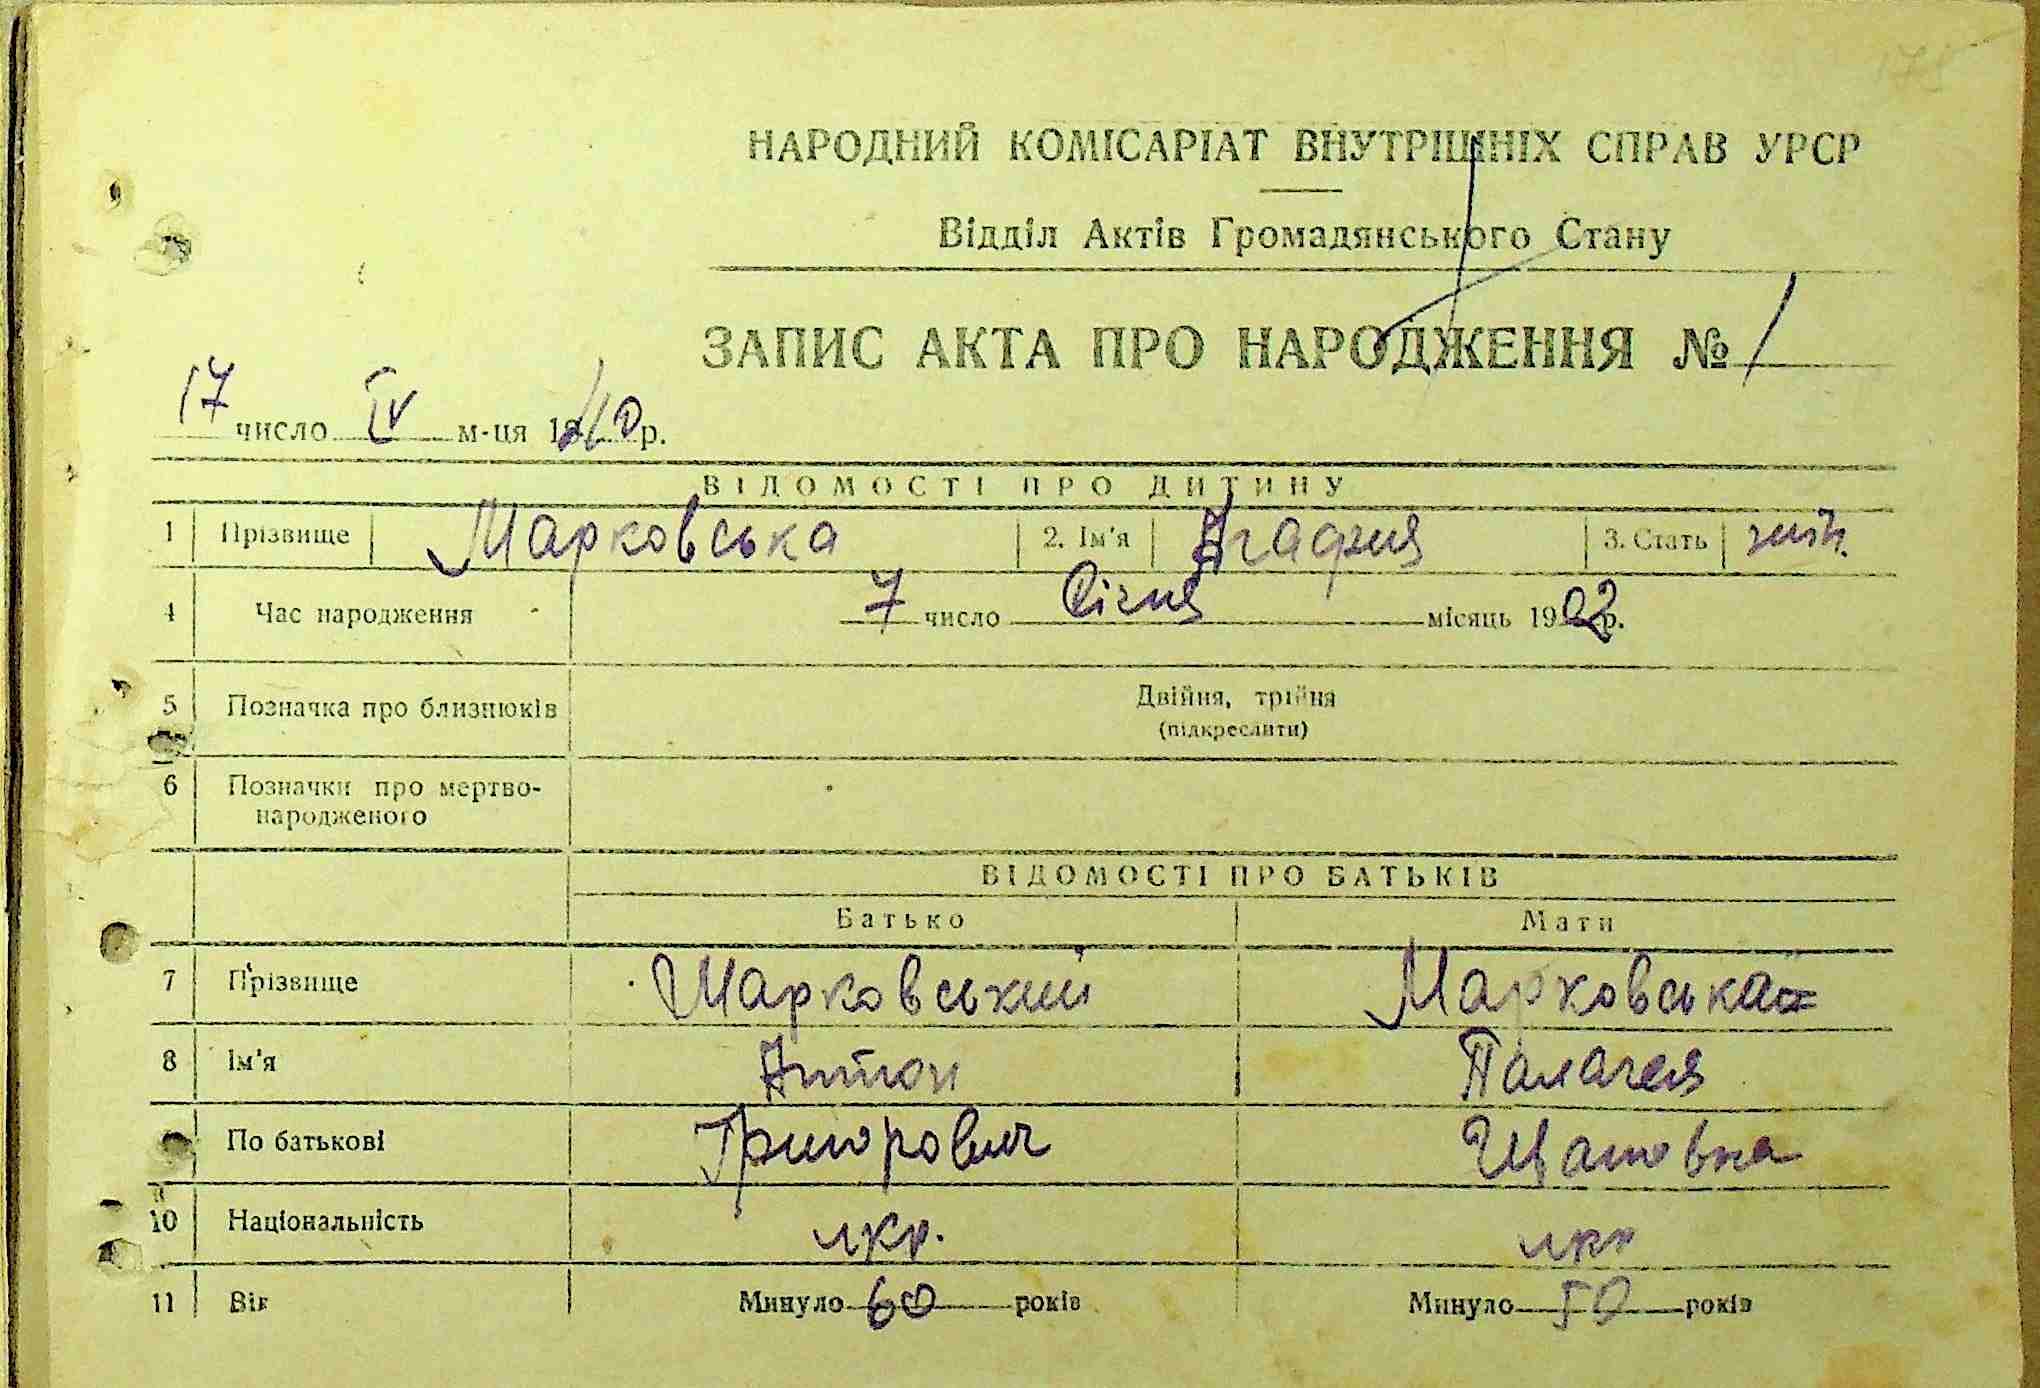 НАРОДНИЙ КОМІСАРІАТ ВНУТРІШНІХ СПРАВ УРСР
Відділ Актів Громадянського Стану
ЗАПИС АКТА ПРО НАРОДЖЕННЯ № 1
17 число IV м-ця 1940 р.
ВІДОМОСТІ ПРО ДИТИНУ
1 Прізвище Марковська 2. Ім'я Агафия 3. Стать жін.
4 Час народження 7 число Січня місяць 1902 р.
5 Позначка про близнюків Двійня, трійня
(підкреслити)
6 Позначки про мертво-
народженого
ВІДОМОСТІ ПРО БАТЬКІВ
Батько Мати
7 Прізвище Марковський Марковська
8 Ім'я Антон Палагея
По батькові Григорович
10 Національність укр. укр
11 Вік Минуло 60 років Минуло 50 років